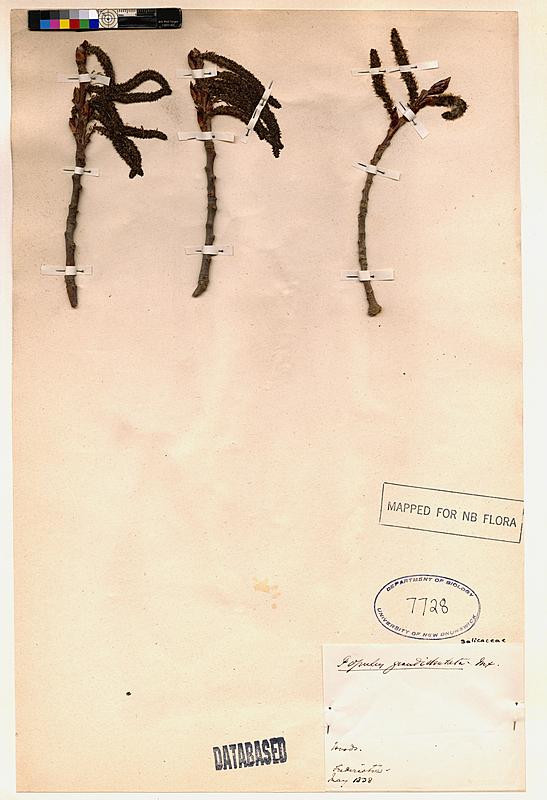 MAPPED FOR NB FLORA
DEPARTMENT OF BIOLOGY
7728
UNIVERSITY OF NEW BRUNSWICK
Salicaceae
Populus grandidentata. Mx.
Woods.
Fredericton -
May 1838
DATABASED